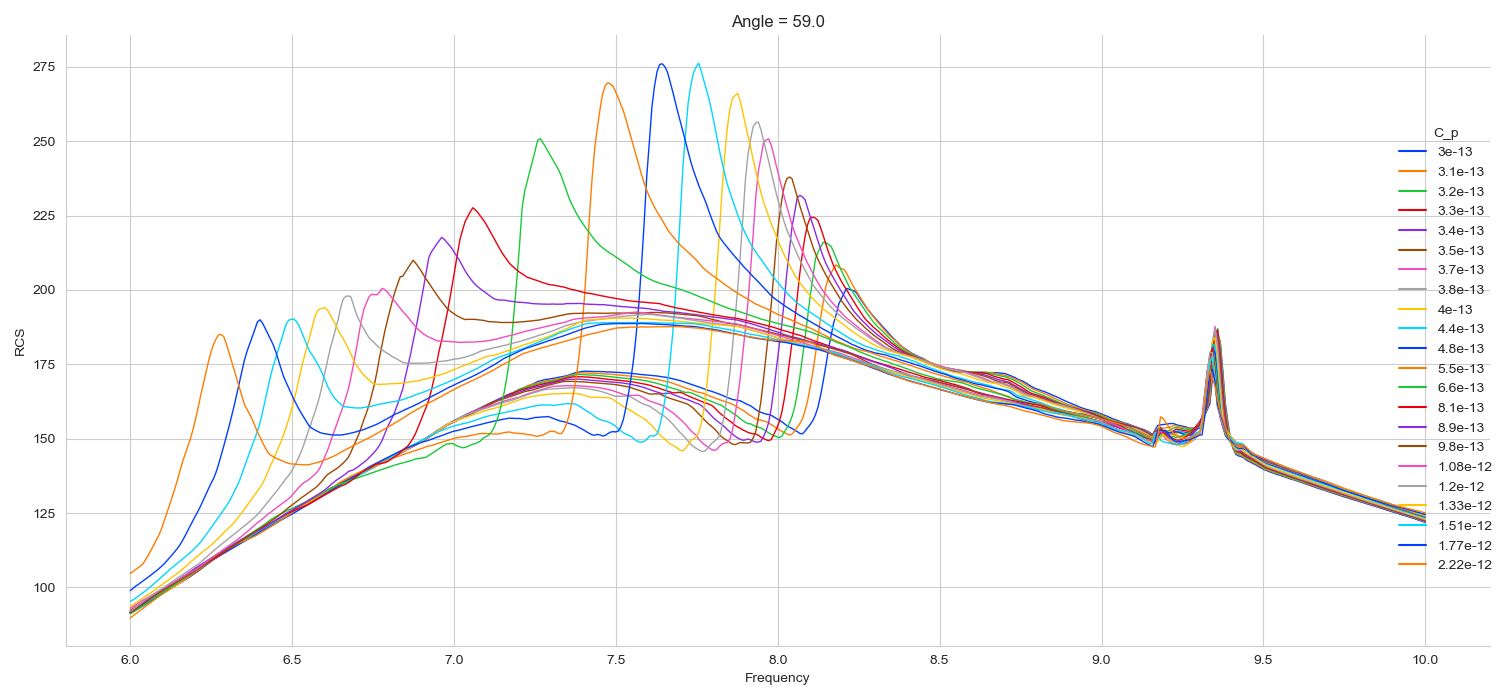 Angle = 59.0
275
250
225
200
175
150
125
100
RCS
6.0 6.5 7.0 7.5 8.0 8.5 9.0 9.5 10.0
Frequency
C_p
3e-13
3.1e-13
3.2e-13
3.3e-13
3.4e-13
3.5e-13
3.7e-13
3.8e-13
4e-13
4.4e-13
4.8e-13
5.5e-13
6.6e-13
8.1e-13
8.9e-13
9.8e-13
1.08e-12
1.2e-12
1.33e-12
1.51e-12
1.77e-12
2.22e-12